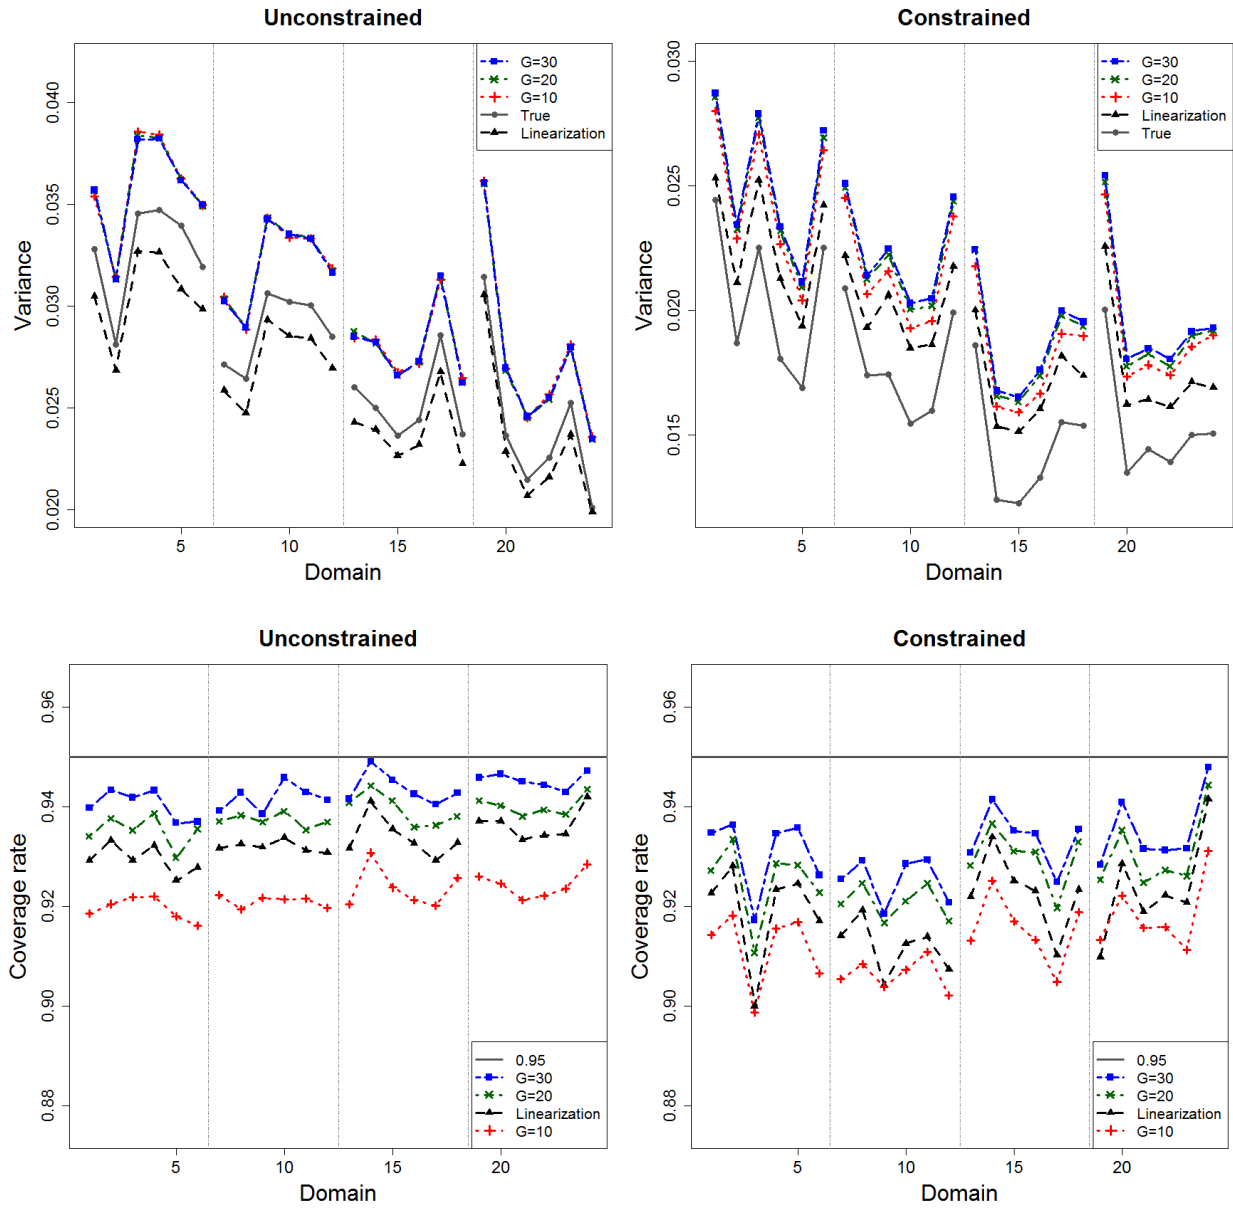 Unconstrained
Variance
0.040
0.035
0.030
0.025
0.020
G=30
G=20
G=10
True
Linearization
5
10
15
20
Domain
Constrained
Variance
0.030
0.025
0.020
0.015
G=30
G=20
G=10
Linearization
True
5
10
15
20
Domain
Unconstrained
Coverage rate
0.96
0.94
0.92
0.90
0.88
0.95
G=30
G=20
Linearization
G=10
5
10
15
20
Domain
Constrained
Coverage rate
0.96
0.94
0.92
0.90
0.88
0.95
G=30
G=20
Linearization
G=10
5
10
15
20
Domain